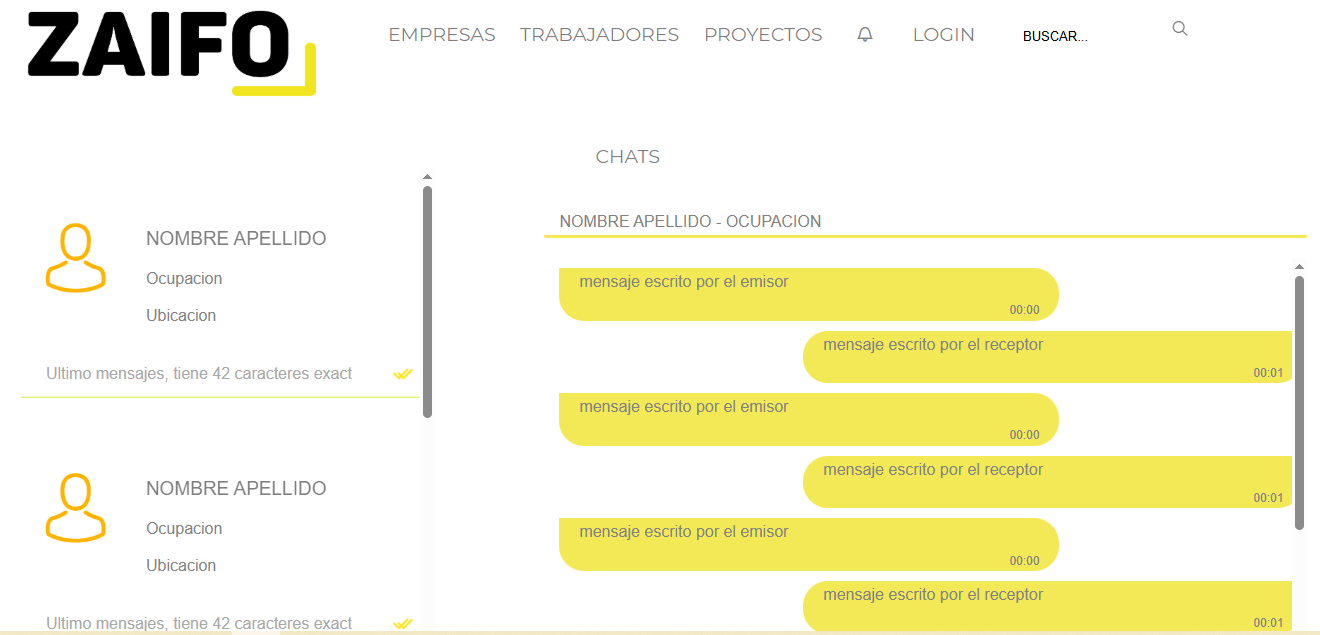 ZAIFO
EMPRESAS TRABAJADORES PROYECTOS LOGIN BUSCAR...
CHATS
NOMBRE APELLIDO
Ocupacion
Ubicacion
Ultimo mensajes, tiene 42 caracteres exact
NOMBRE APELLIDO
Ocupacion
Ubicacion
Ultimo mensajes, tiene 42 caracteres exact
NOMBRE APELLIDO - OCUPACION
mensaje escrito por el emisor
00:00
mensaje escrito por el receptor
00:01
mensaje escrito por el emisor
00:00
mensaje escrito por el receptor
00:01
mensaje escrito por el emisor
00:00
mensaje escrito por el receptor
00:01